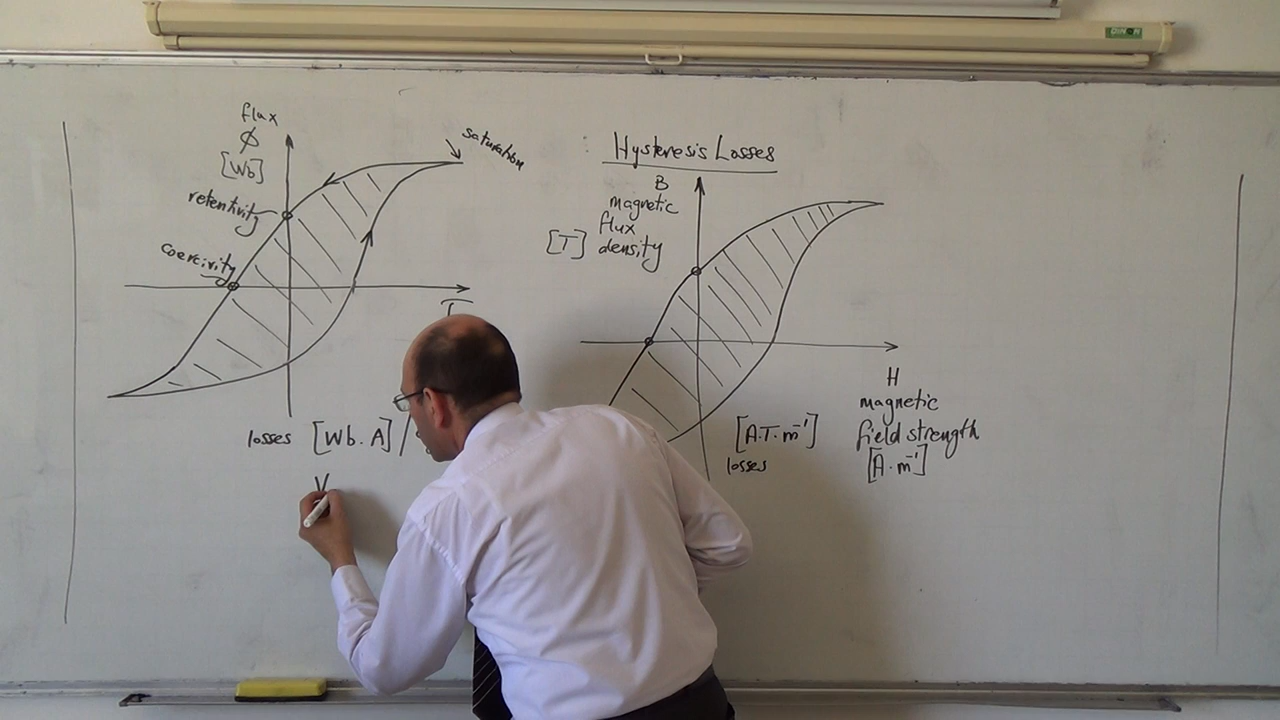 flux
ϕ
[Wb]
retentivity
coercivity
saturation
I
losses [Wb.A] /
V
Hysteresis Losses
B
magnetic
flux
[T] density
H
magnetic
field strength
[A.m⁻¹]
[A.T.m⁻¹]
losses